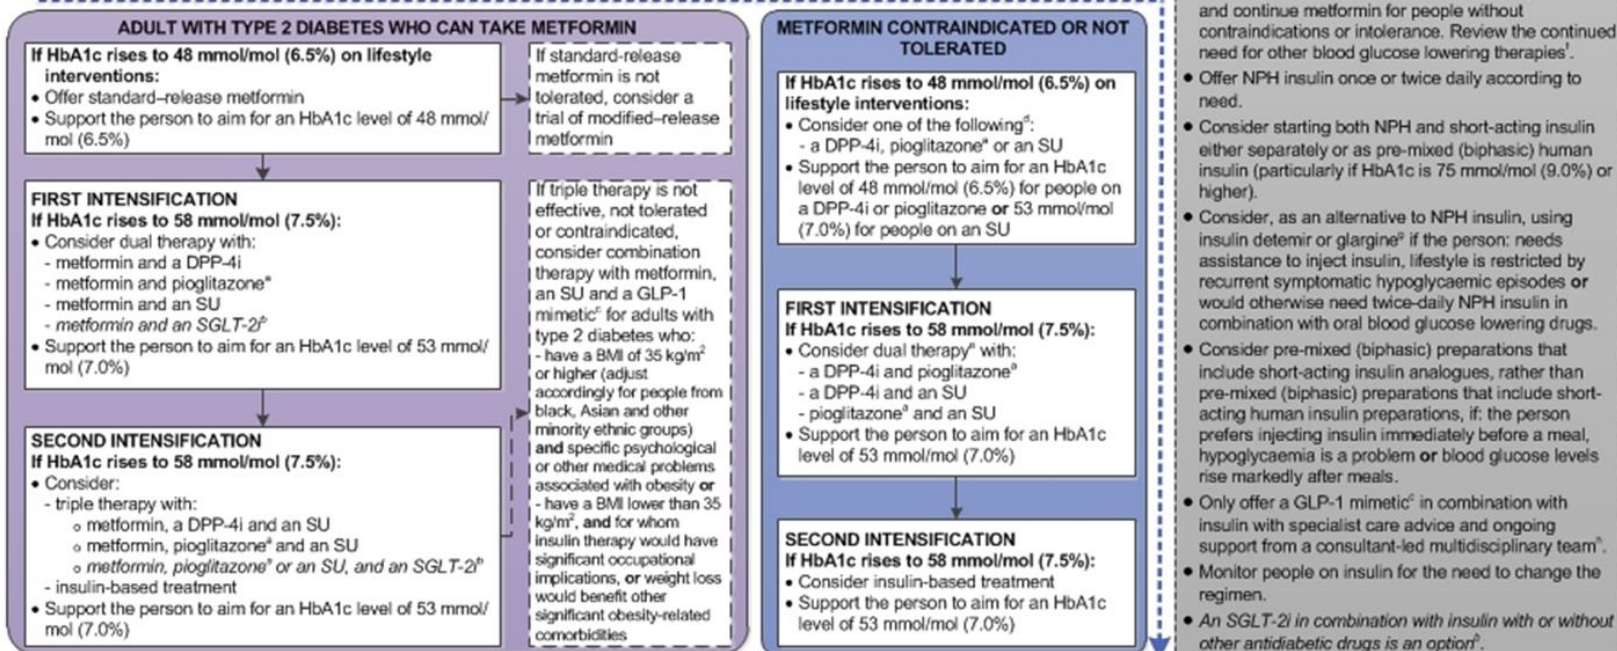 ADULT WITH TYPE 2 DIABETES WHO CAN TAKE METFORMIN
If HbA1c rises to 48 mmol/mol (6.5%) on lifestyle
interventions:
• Offer standard–release metformin
• Support the person to aim for an HbA1c level of 48 mmol/
mol (6.5%)
If standard-release
metformin is not
tolerated, consider a
trial of modified–release
metformin
FIRST INTENSIFICATION
If HbA1c rises to 58 mmol/mol (7.5%):
• Consider dual therapy with:
- metformin and a DPP-4i
- metformin and pioglitazoneᵃ
- metformin and an SU
- metformin and an SGLT-2iᵇ
• Support the person to aim for an HbA1c level of 53 mmol/
mol (7.0%)
SECOND INTENSIFICATION
If HbA1c rises to 58 mmol/mol (7.5%):
• Consider:
- triple therapy with:
o metformin, a DPP-4i and an SU
o metformin, pioglitazoneᵃ and an SU
o metformin, pioglitazoneᵃ or an SU, and an SGLT-2iᵇ
- insulin-based treatment
• Support the person to aim for an HbA1c level of 53 mmol/
mol (7.0%)
If triple therapy is not
effective, not tolerated
or contraindicated,
consider combination
therapy with metformin,
an SU and a GLP-1
mimeticᶜ for adults with
type 2 diabetes who:
- have a BMI of 35 kg/m²
or higher (adjust
accordingly for people from
black, Asian and other
minority ethnic groups)
and specific psychological
or other medical problems
associated with obesity or
- have a BMI lower than 35
kg/m², and for whom
insulin therapy would have
significant occupational
implications, or weight loss
would benefit other
significant obesity-related
comorbidities
METFORMIN CONTRAINDICATED OR NOT
TOLERATED
If HbA1c rises to 48 mmol/mol (6.5%) on
lifestyle interventions:
• Consider one of the followingᵈ:
- a DPP-4i, pioglitazoneᵃ or an SU
• Support the person to aim for an HbA1c
level of 48 mmol/mol (6.5%) for people on
a DPP-4i or pioglitazone or 53 mmol/mol
(7.0%) for people on an SU
FIRST INTENSIFICATION
If HbA1c rises to 58 mmol/mol (7.5%):
• Consider dual therapyᵉ with:
- a DPP-4i and pioglitazoneᵃ
- a DPP-4i and an SU
- pioglitazoneᵃ and an SU
• Support the person to aim for an HbA1c
level of 53 mmol/mol (7.0%)
SECOND INTENSIFICATION
If HbA1c rises to 58 mmol/mol (7.5%):
• Consider insulin-based treatment
• Support the person to aim for an HbA1c
level of 53 mmol/mol (7.0%)
and continue metformin for people without
contraindications or intolerance. Review the continued
need for other blood glucose lowering therapiesᶠ.
• Offer NPH insulin once or twice daily according to
need.
• Consider starting both NPH and short-acting insulin
either separately or as pre-mixed (biphasic) human
insulin (particularly if HbA1c is 75 mmol/mol (9.0%) or
higher).
• Consider, as an alternative to NPH insulin, using
insulin detemir or glargineᵍ if the person: needs
assistance to inject insulin, lifestyle is restricted by
recurrent symptomatic hypoglycaemic episodes or
would otherwise need twice-daily NPH insulin in
combination with oral blood glucose lowering drugs.
• Consider pre-mixed (biphasic) preparations that
include short-acting insulin analogues, rather than
pre-mixed (biphasic) preparations that include short-
acting human insulin preparations, if: the person
prefers injecting insulin immediately before a meal,
hypoglycaemia is a problem or blood glucose levels
rise markedly after meals.
• Only offer a GLP-1 mimeticᶜ in combination with
insulin with specialist care advice and ongoing
support from a consultant-led multidisciplinary teamʰ.
• Monitor people on insulin for the need to change the
regimen.
• An SGLT-2i in combination with insulin with or without
other antidiabetic drugs is an optionᵇ.